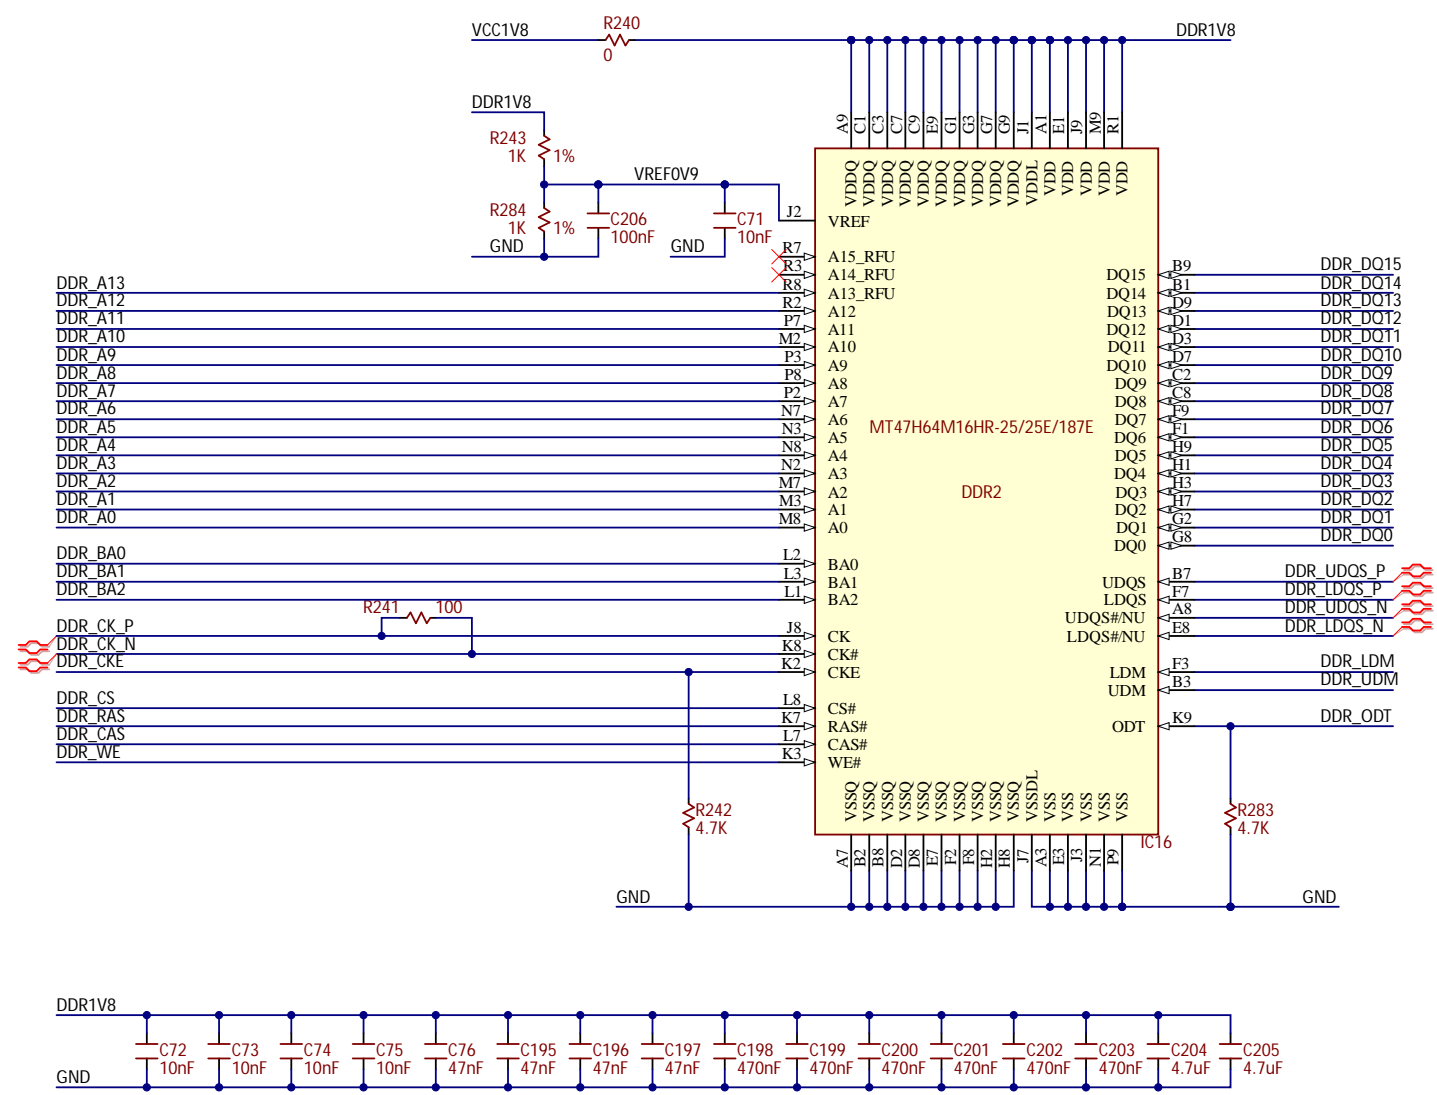 VCC1V8 R240 DDR1V8
0
DDR1V8
R243
1K 1%
VREF0V9
R284 C206 C71
1K 1% 100nF 10nF
GND GND
A9 C1 C3 C7 C9 E9 G1 G3 G7 G9 J1 A1 E1 J9 M9 R1
VDDQ VDDQ VDDQ VDDQ VDDQ VDDQ VDDQ VDDQ VDDQ VDDQ VDDL VDD VDD VDD VDD VDD
J2 VREF
R7 A15_RFU
R3 A14_RFU DQ15 B9 DDR_DQ15
DDR_A13 R8 A13_RFU DQ14 B1 DDR_DQ14
DDR_A12 R2 A12 DQ13 D9 DDR_DQ13
DDR_A11 P7 A11 DQ12 D1 DDR_DQ12
DDR_A10 M2 A10 DQ11 D3 DDR_DQ11
DDR_A9 P3 A9 DQ10 D7 DDR_DQ10
DDR_A8 P8 A8 DQ9 C2 DDR_DQ9
DDR_A7 P2 A7 DQ8 C8 DDR_DQ8
DDR_A6 N7 A6 DQ7 F9 DDR_DQ7
MT47H64M16HR-25/25E/187E
DDR_A5 N3 A5 DQ6 F1 DDR_DQ6
DDR_A4 N8 A4 DQ5 H9 DDR_DQ5
DDR_A3 N2 A3 DQ4 H1 DDR_DQ4
DDR_A2 M7 A2 DDR2 DQ3 H3 DDR_DQ3
DDR_A1 M3 A1 DQ2 H7 DDR_DQ2
DDR_A0 M8 A0 DQ1 G2 DDR_DQ1
DQ0 G8 DDR_DQ0
DDR_BA0 L2 BA0
DDR_BA1 L3 BA1 UDQS B7 DDR_UDQS_P
DDR_BA2 L1 BA2 LDQS F7 DDR_LDQS_P
R241 100 UDQS#/NU A8 DDR_UDQS_N
DDR_CK_P J8 CK LDQS#/NU E8 DDR_LDQS_N
DDR_CK_N K8 CK#
DDR_CKE K2 CKE LDM F3 DDR_LDM
UDM B3 DDR_UDM
DDR_CS L8 CS#
DDR_RAS K7 RAS# ODT K9 DDR_ODT
DDR_CAS L7 CAS#
DDR_WE K3 WE#
VSSQ VSSQ VSSQ VSSQ VSSQ VSSQ VSSQ VSSQ VSSQ VSSQ VSSDL VSS VSS VSS VSS VSS
R242 R283
4.7K 4.7K
IC16
A7 B2 B8 D2 D8 E7 F2 F8 H2 H8 J7 A3 E3 J3 N1 P9
GND GND
DDR1V8
C72 C73 C74 C75 C76 C195 C196 C197 C198 C199 C200 C201 C202 C203 C204 C205
10nF 10nF 10nF 10nF 47nF 47nF 47nF 47nF 470nF 470nF 470nF 470nF 470nF 470nF 4.7uF 4.7uF
GND